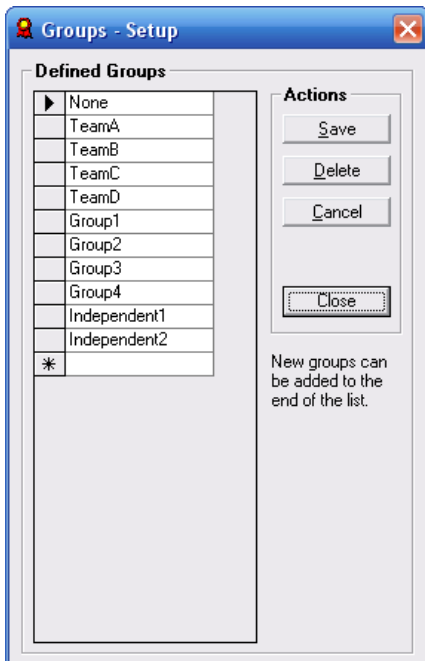 Groups - Setup
Defined Groups
None
TeamA
TeamB
TeamC
TeamD
Group1
Group2
Group3
Group4
Independent1
Independent2
*
Actions
Save
Delete
Cancel
Close
New groups can
be added to the
end of the list.